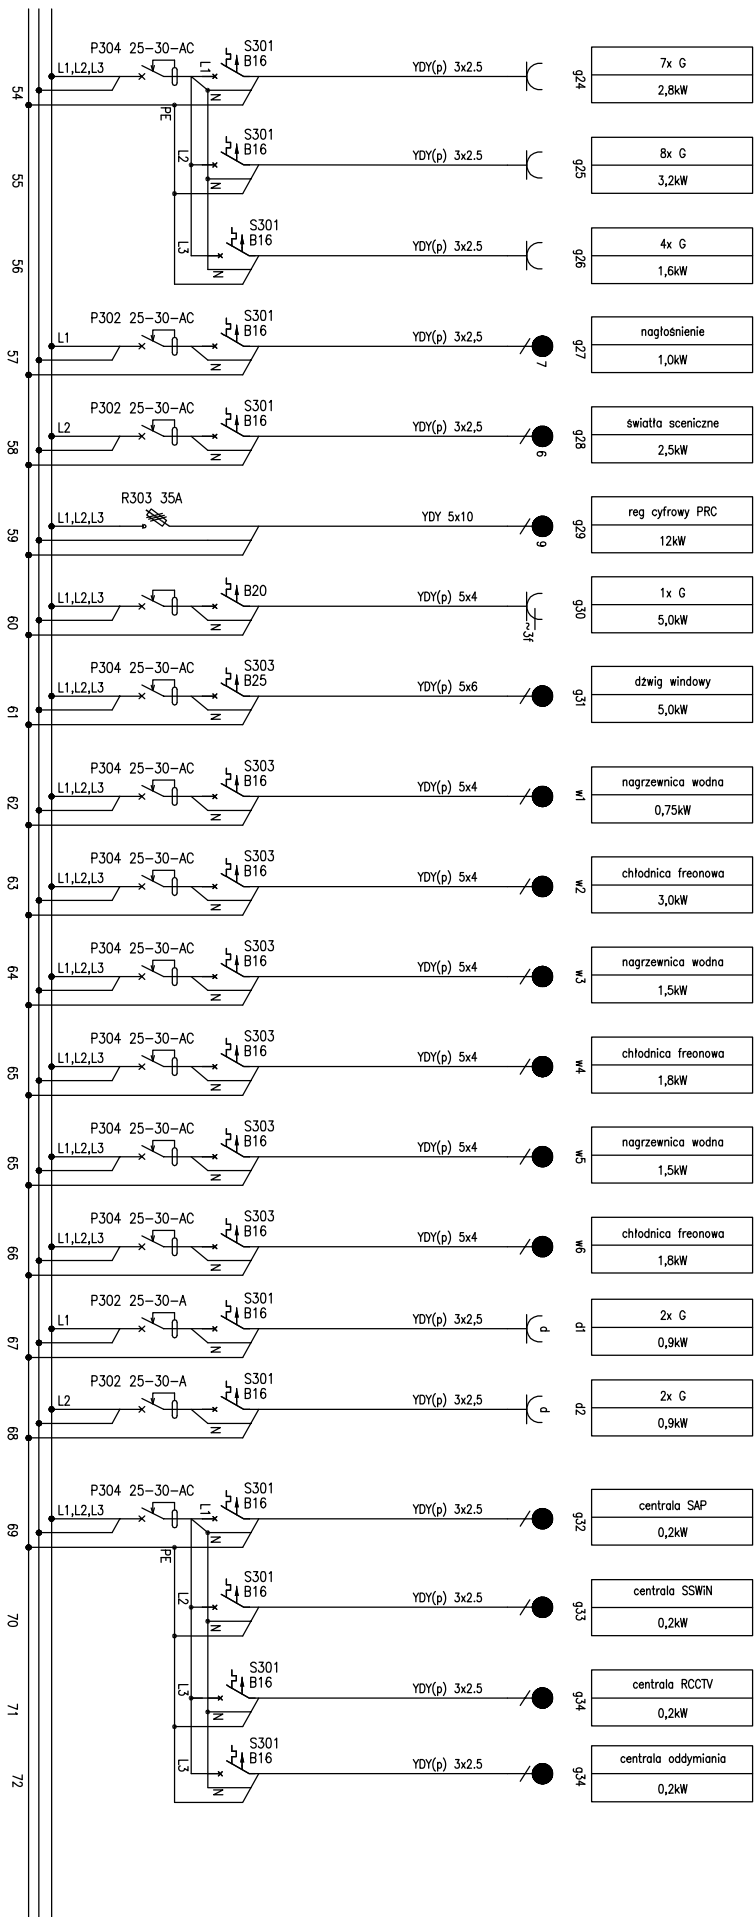 P304 25-30-AC
S301
B16
L1,L2,L3
L1
N
PE
YDY(p) 3x2.5
54
g24
7x G
2,8kW
S301
B16
L2
N
YDY(p) 3x2.5
55
g25
8x G
3,2kW
S301
B16
L3
N
YDY(p) 3x2.5
56
g26
4x G
1,6kW
P302 25-30-AC
S301
B16
L1
N
YDY(p) 3x2,5
7
57
g27
nagłośnienie
1,0kW
P302 25-30-AC
S301
B16
L2
N
YDY(p) 3x2,5
6
58
g28
światła sceniczne
2,5kW
R303 35A
L1,L2,L3
YDY 5x10
9
59
g29
reg cyfrowy PRC
12kW
B20
L1,L2,L3
N
YDY(p) 5x4
~3f
60
g30
1x G
5,0kW
P304 25-30-AC
S303
B25
L1,L2,L3
N
YDY(p) 5x6
61
g31
dźwig windowy
5,0kW
P304 25-30-AC
S303
B16
L1,L2,L3
N
YDY(p) 5x4
62
w1
nagrzewnica wodna
0,75kW
P304 25-30-AC
S303
B16
L1,L2,L3
N
YDY(p) 5x4
63
w2
chłodnica freonowa
3,0kW
P304 25-30-AC
S303
B16
L1,L2,L3
N
YDY(p) 5x4
64
w3
nagrzewnica wodna
1,5kW
P304 25-30-AC
S303
B16
L1,L2,L3
N
YDY(p) 5x4
65
w4
chłodnica freonowa
1,8kW
P304 25-30-AC
S303
B16
L1,L2,L3
N
YDY(p) 5x4
65
w5
nagrzewnica wodna
1,5kW
P304 25-30-AC
S303
B16
L1,L2,L3
N
YDY(p) 5x4
66
w6
chłodnica freonowa
1,8kW
P302 25-30-A
S301
B16
L1
N
YDY(p) 3x2,5
d
67
d1
2x G
0,9kW
P302 25-30-A
S301
B16
L2
N
YDY(p) 3x2,5
d
68
d2
2x G
0,9kW
P304 25-30-AC
S301
B16
L1,L2,L3
L1
N
PE
YDY(p) 3x2.5
69
g32
centrala SAP
0,2kW
S301
B16
L2
N
YDY(p) 3x2.5
70
g33
centrala SSWiN
0,2kW
S301
B16
L3
N
YDY(p) 3x2.5
71
g34
centrala RCCTV
0,2kW
S301
B16
L3
N
YDY(p) 3x2.5
72
g34
centrala oddymiania
0,2kW